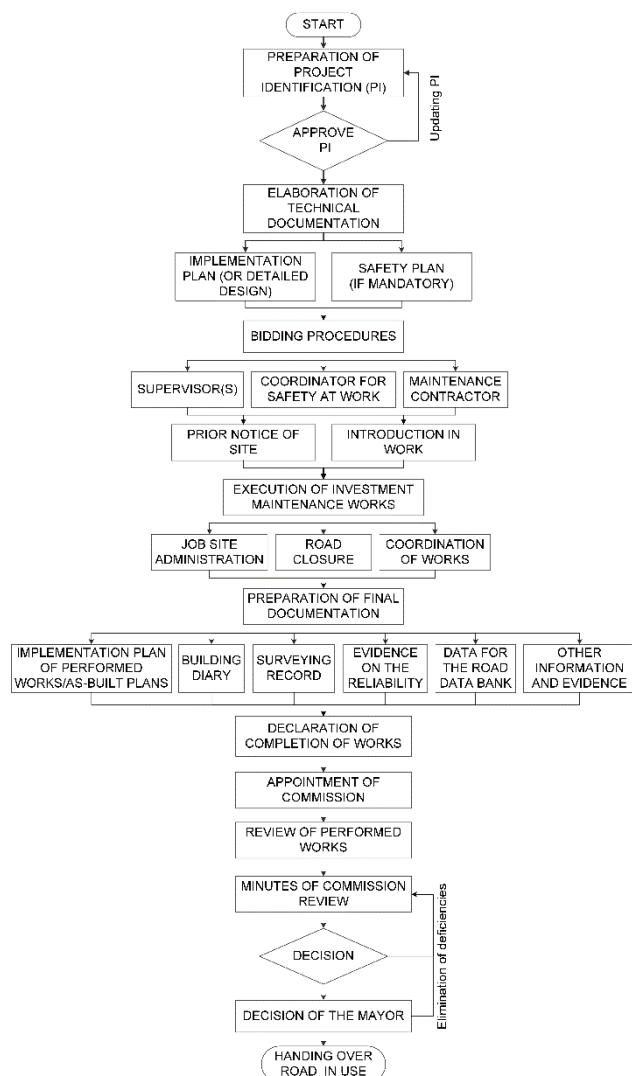 START
PREPARATION OF
PROJECT
IDENTIFICATION (PI)
Updating PI
APPROVE
PI
ELABORATION OF
TECHNICAL
DOCUMENTATION
IMPLEMENTATION
PLAN (OR DETAILED
DESIGN)
SAFETY PLAN
(IF MANDATORY)
BIDDING PROCEDURES
SUPERVISOR(S)
COORDINATOR FOR
SAFETY AT WORK
MAINTENANCE
CONTRACTOR
PRIOR NOTICE OF
SITE
INTRODUCTION IN
WORK
EXECUTION OF INVESTMENT
MAINTENANCE WORKS
JOB SITE
ADMINISTRATION
ROAD
CLOSURE
COORDINATION
OF WORKS
PREPARATION OF FINAL
DOCUMENTATION
IMPLEMENTATION PLAN
OF PERFORMED
WORKS/AS-BUILT PLANS
BUILDING
DIARY
SURVEYING
RECORD
EVIDENCE
ON THE
RELIABILITY
DATA FOR
THE ROAD
DATA BANK
OTHER
INFORMATION
AND EVIDENCE
DECLARATION OF
COMPLETION OF WORKS
APPOINTMENT OF
COMMISSION
REVIEW OF PERFORMED
WORKS
MINUTES OF COMMISSION
REVIEW
DECISION
Elimination of deficiencies
DECISION OF THE MAYOR
HANDING OVER
ROAD IN USE